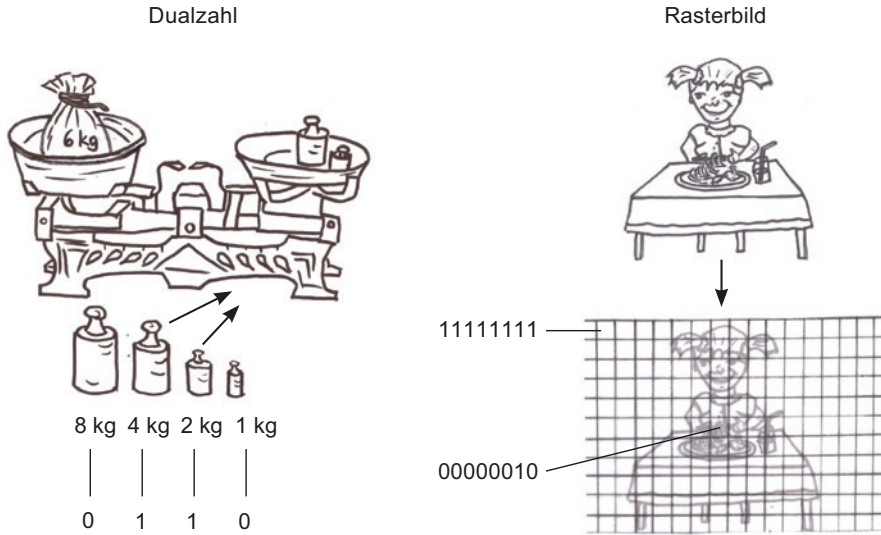 Dualzahl
Rasterbild
6 kg
11111111
8 kg 4 kg 2 kg 1 kg
00000010
0 1 1 0